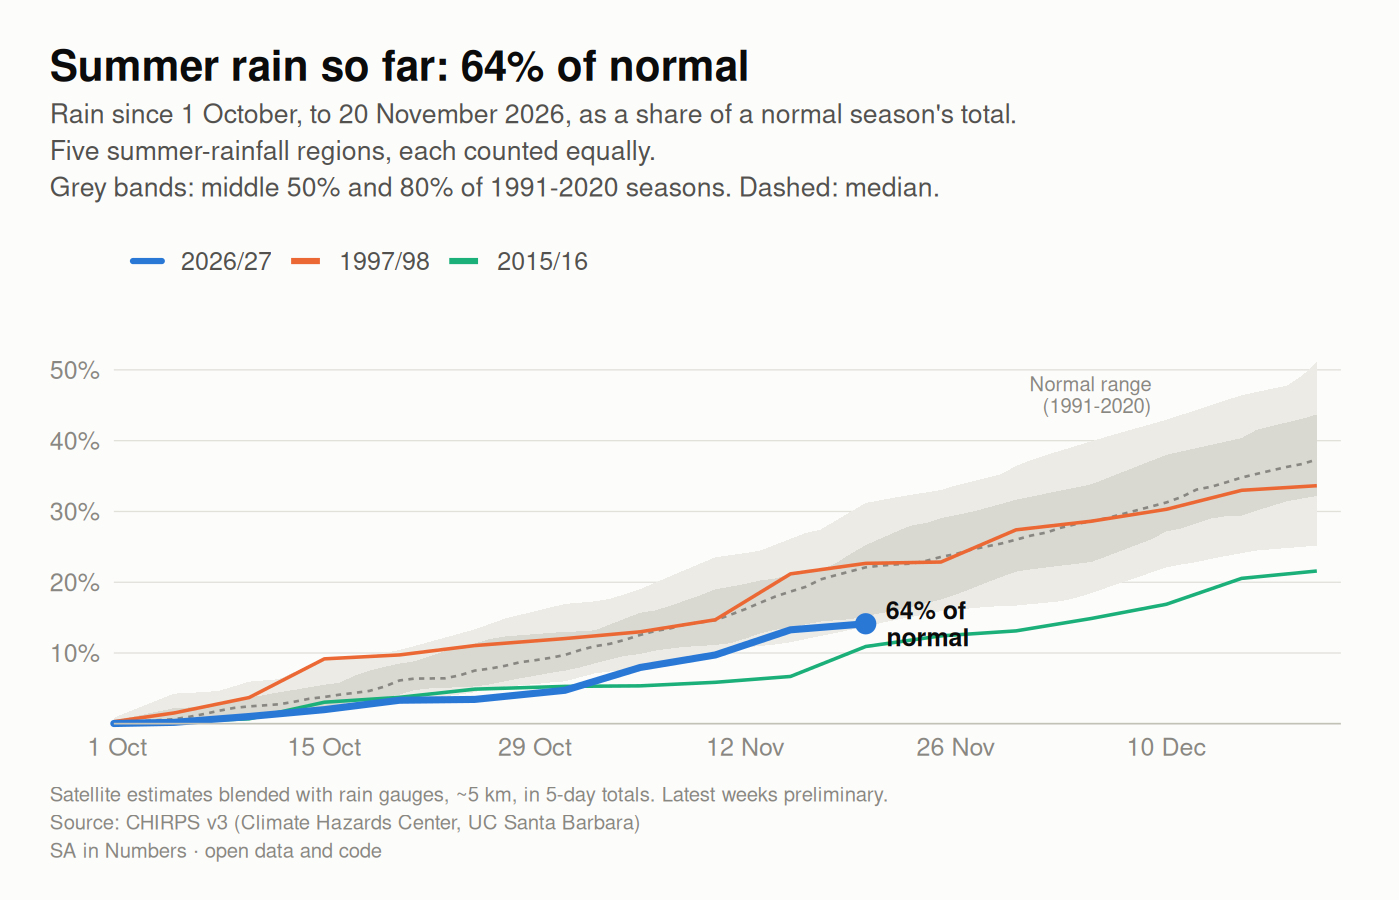 Summer rain so far: 64% of normal
Rain since 1 October, to 20 November 2026, as a share of a normal season's total.
Five summer-rainfall regions, each counted equally.
Grey bands: middle 50% and 80% of 1991-2020 seasons. Dashed: median.
2026/27 1997/98 2015/16
50%
Normal range
(1991-2020)
40%
30%
20%
64% of
normal
10%
1 Oct 15 Oct 29 Oct 12 Nov 26 Nov 10 Dec
Satellite estimates blended with rain gauges, ~5 km, in 5-day totals. Latest weeks preliminary.
Source: CHIRPS v3 (Climate Hazards Center, UC Santa Barbara)
SA in Numbers · open data and code